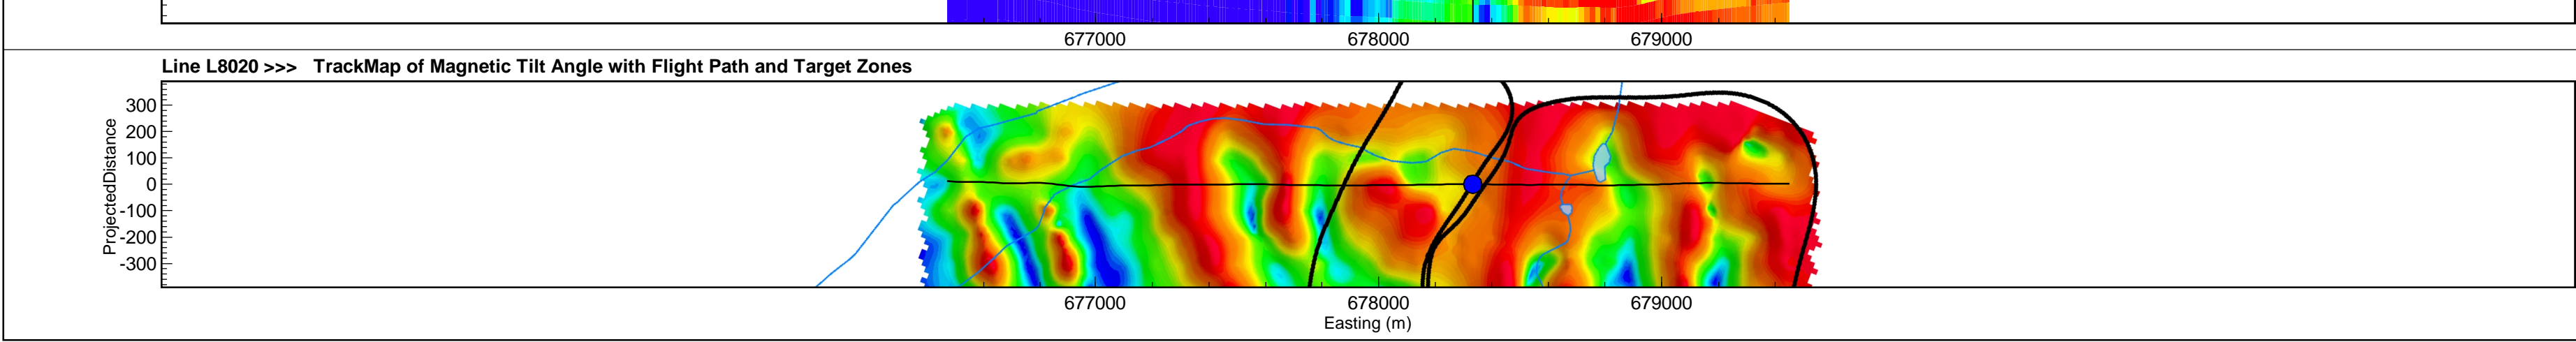 677000 678000 679000
Line L8020 >>> TrackMap of Magnetic Tilt Angle with Flight Path and Target Zones
ProjectedDistance
300
200
100
0
-100
-200
-300
677000 678000 679000
Easting (m)